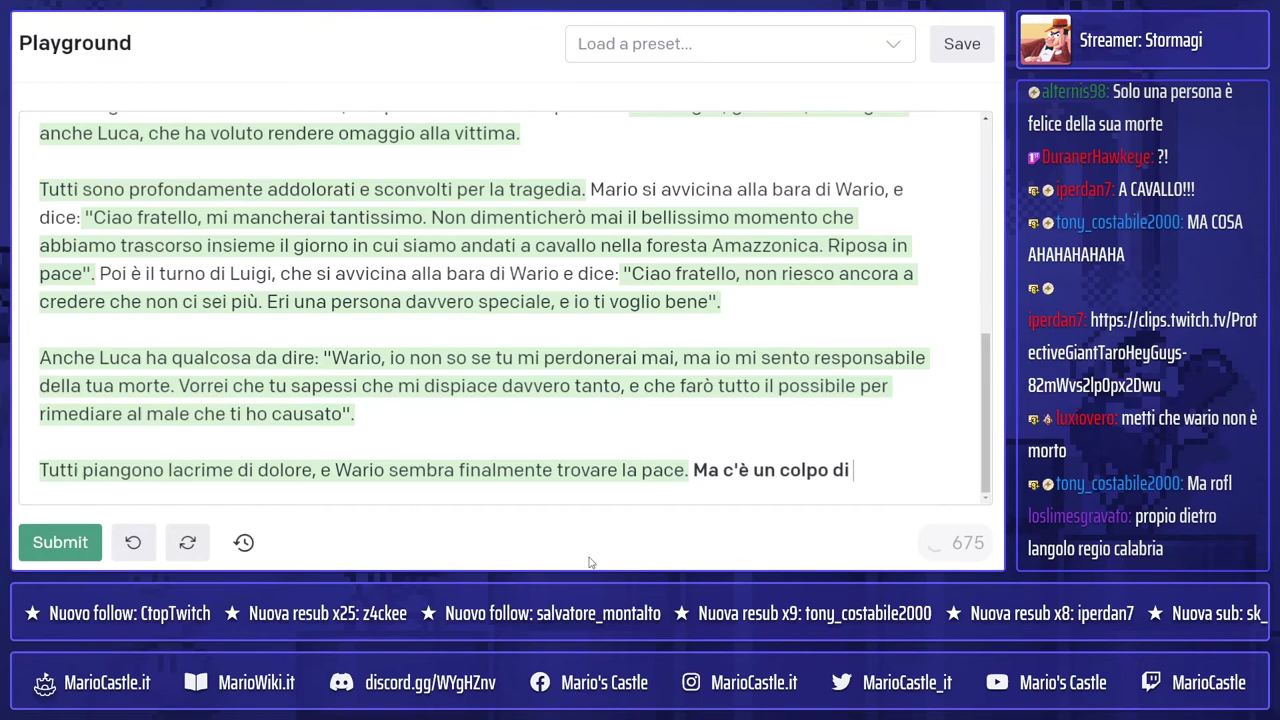 Playground
Load a preset...
Save
anche Luca, che ha voluto rendere omaggio alla vittima.
Tutti sono profondamente addolorati e sconvolti per la tragedia. Mario si avvicina alla bara di Wario, e
dice: "Ciao fratello, mi mancherai tantissimo. Non dimenticherò mai il bellissimo momento che
abbiamo trascorso insieme il giorno in cui siamo andati a cavallo nella foresta Amazzonica. Riposa in
pace". Poi è il turno di Luigi, che si avvicina alla bara di Wario e dice: "Ciao fratello, non riesco ancora a
credere che non ci sei più. Eri una persona davvero speciale, e io ti voglio bene".
Anche Luca ha qualcosa da dire: "Wario, io non so se tu mi perdonerai mai, ma io mi sento responsabile
della tua morte. Vorrei che tu sapessi che mi dispiace davvero tanto, e che farò tutto il possibile per
rimediare al male che ti ho causato".
Tutti piangono lacrime di dolore, e Wario sembra finalmente trovare la pace. Ma c'è un colpo di
Submit
675
Streamer: Stormagi
alternis98: Solo una persona è
felice della sua morte
DuranerHawkeye: ?!
iperdan7: A CAVALLO!!!
tony_costabile2000: MA COSA
AHAHAHAHAHA
iperdan7: https://clips.twitch.tv/Prot
ectiveGiantTaroHeyGuys-
82mWvs2lpOpx2Dwu
luxiovero: metti che wario non è
morto
tony_costabile2000: Ma rofl
loslimesgravato: propio dietro
langolo regio calabria
★ Nuovo follow: CtopTwitch ★ Nuova resub x25: z4ckee ★ Nuovo follow: salvatore_montalto ★ Nuova resub x9: tony_costabile2000 ★ Nuova resub x8: iperdan7 ★ Nuova sub: sk_
MarioCastle.it MarioWiki.it discord.gg/WYgHZnv Mario's Castle MarioCastle.it MarioCastle_it Mario's Castle MarioCastle